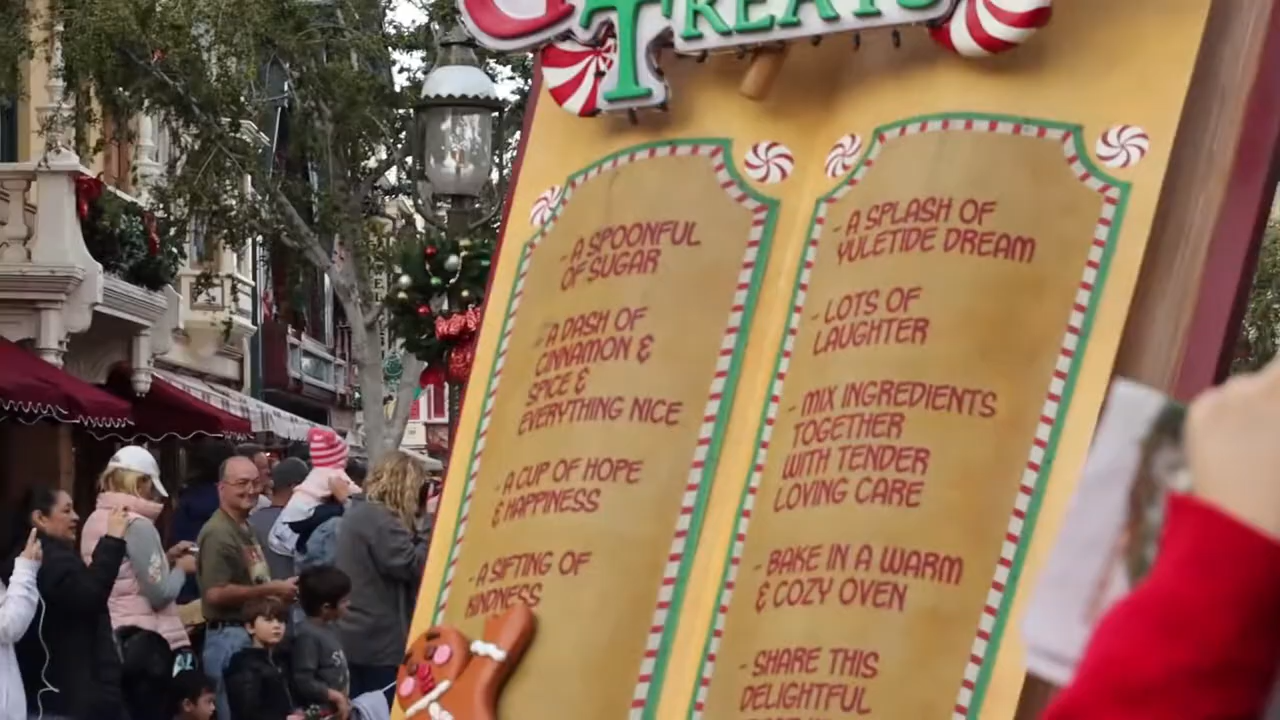 TREATS
- A SPOONFUL
OF SUGAR
- A DASH OF
CINNAMON &
SPICE &
EVERYTHING NICE
- A CUP OF HOPE
& HAPPINESS
- A SIFTING OF
KINDNESS
- A SPLASH OF
YULETIDE DREAM
- LOTS OF
LAUGHTER
- MIX INGREDIENTS
TOGETHER
WITH TENDER
LOVING CARE
- BAKE IN A WARM
& COZY OVEN
- SHARE THIS
DELIGHTFUL